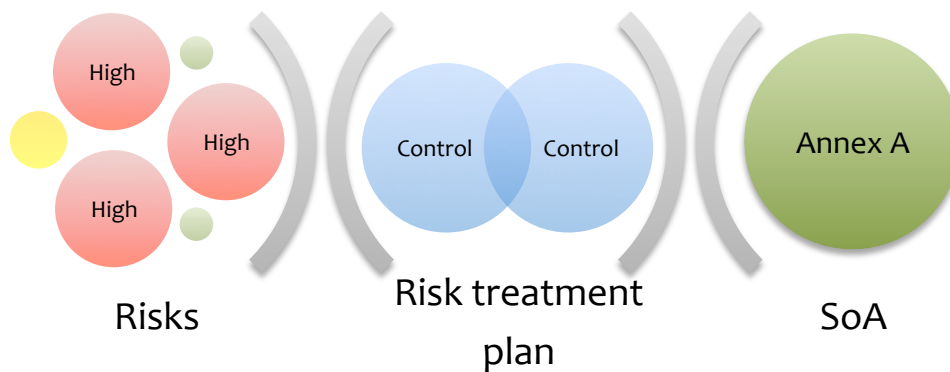 High
High
High
Control
Control
Annex A
Risks
Risk treatment
plan
SoA